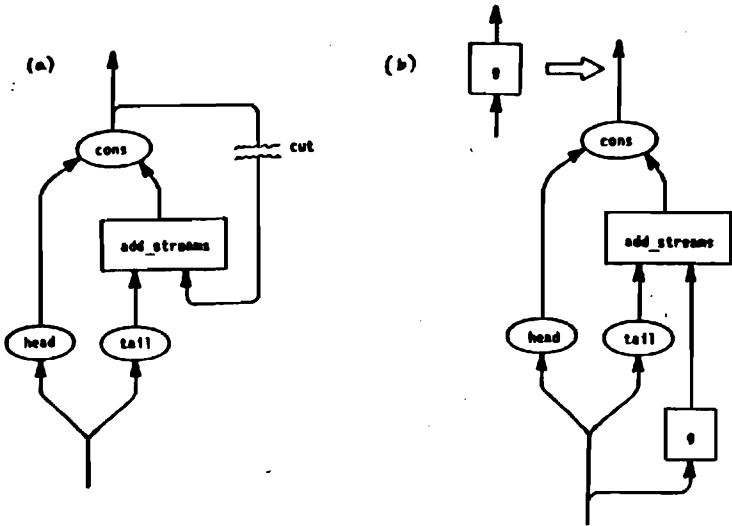 (a)
cons
cut
add_streams
head
tail
(b)
g
cons
add_streams
head
tail
g